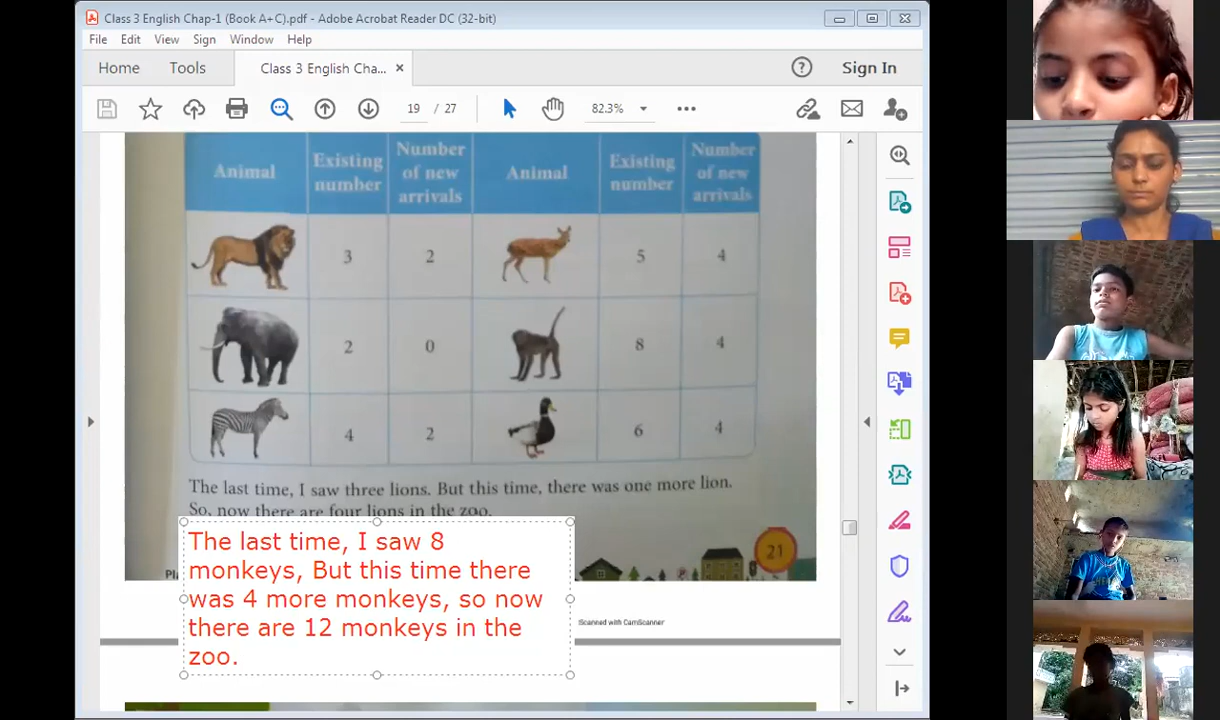 Class 3 English Chap-1 (Book A+C).pdf - Adobe Acrobat Reader DC (32-bit)
File Edit View Sign Window Help
Home Tools Class 3 English Cha... × ? Sign In
19 / 27 82.3%
Animal Existing number Number of new arrivals Animal Existing number Number of new arrivals
3 2 5 4
2 0 8 4
4 2 6 4
The last time, I saw three lions. But this time, there was one more lion.
So, now there are four lions in the zoo.
The last time, I saw 8
monkeys, But this time there
was 4 more monkeys, so now
there are 12 monkeys in the
zoo.
21
Scanned with CamScanner